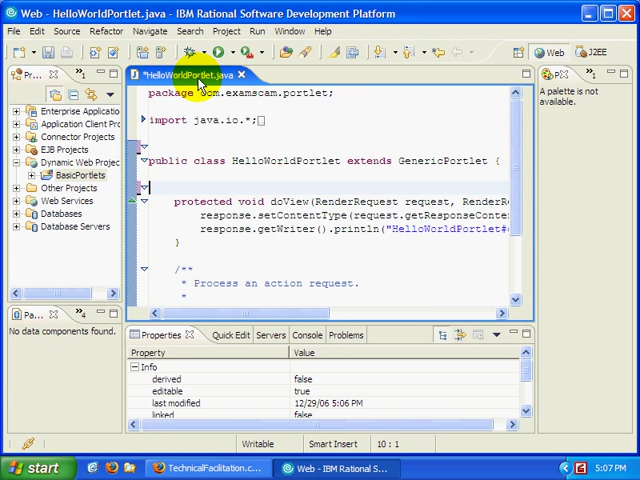 Web - HelloWorldPortlet.java - IBM Rational Software Development Platform
File Edit Source Refactor Navigate Search Project Run Window Help
Web J2EE
Pr... 1 *HelloWorldPortlet.java P 1
package com.examscam.portlet;
A palette is not available.
import java.io.*;
Enterprise Application
Application Client Pro
Connector Projects
EJB Projects
Dynamic Web Projec
BasicPortlets
Other Projects
Web Services
Databases
Database Servers
public class HelloWorldPortlet extends GenericPortlet {
protected void doView(RenderRequest request, RenderR
response.setContentType(request.getResponseConte
response.getWriter().println("HelloWorldPortlet#
}
/**
* Process an action request.
*
Pa... 1
No data components found.
Properties Quick Edit Servers Console Problems
Property Value
Info
derived false
editable true
last modified 12/29/06 5:06 PM
linked false
Writable Smart Insert 10 : 1
start TechnicalFacilitation.c... Web - IBM Rational S... 5:07 PM